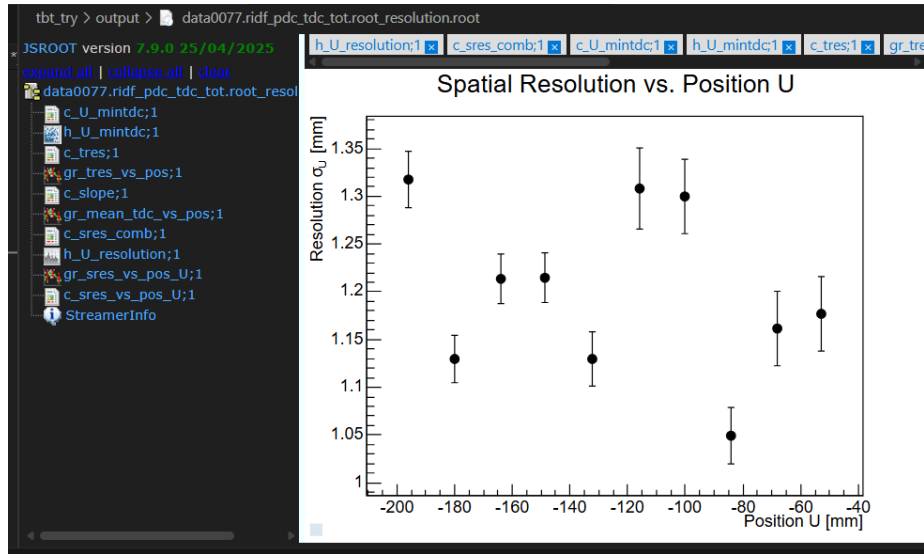 tbt_try > output > data0077.ridf_pdc_tdc_tot.root_resolution.root
JSROOT version 7.9.0 25/04/2025
expand all | collapse all | clear
data0077.ridf_pdc_tdc_tot.root_resol
c_U_mintdc;1
h_U_mintdc;1
c_tres;1
gr_tres_vs_pos;1
c_slope;1
gr_mean_tdc_vs_pos;1
c_sres_comb;1
h_U_resolution;1
gr_sres_vs_pos_U;1
c_sres_vs_pos_U;1
StreamerInfo
h_U_resolution;1 c_sres_comb;1 c_U_mintdc;1 h_U_mintdc;1 c_tres;1 gr_tre
Spatial Resolution vs. Position U
Resolution σU [mm]
1.35
1.3
1.25
1.2
1.15
1.1
1.05
1
-200 -180 -160 -140 -120 -100 -80 -60 -40
Position U [mm]